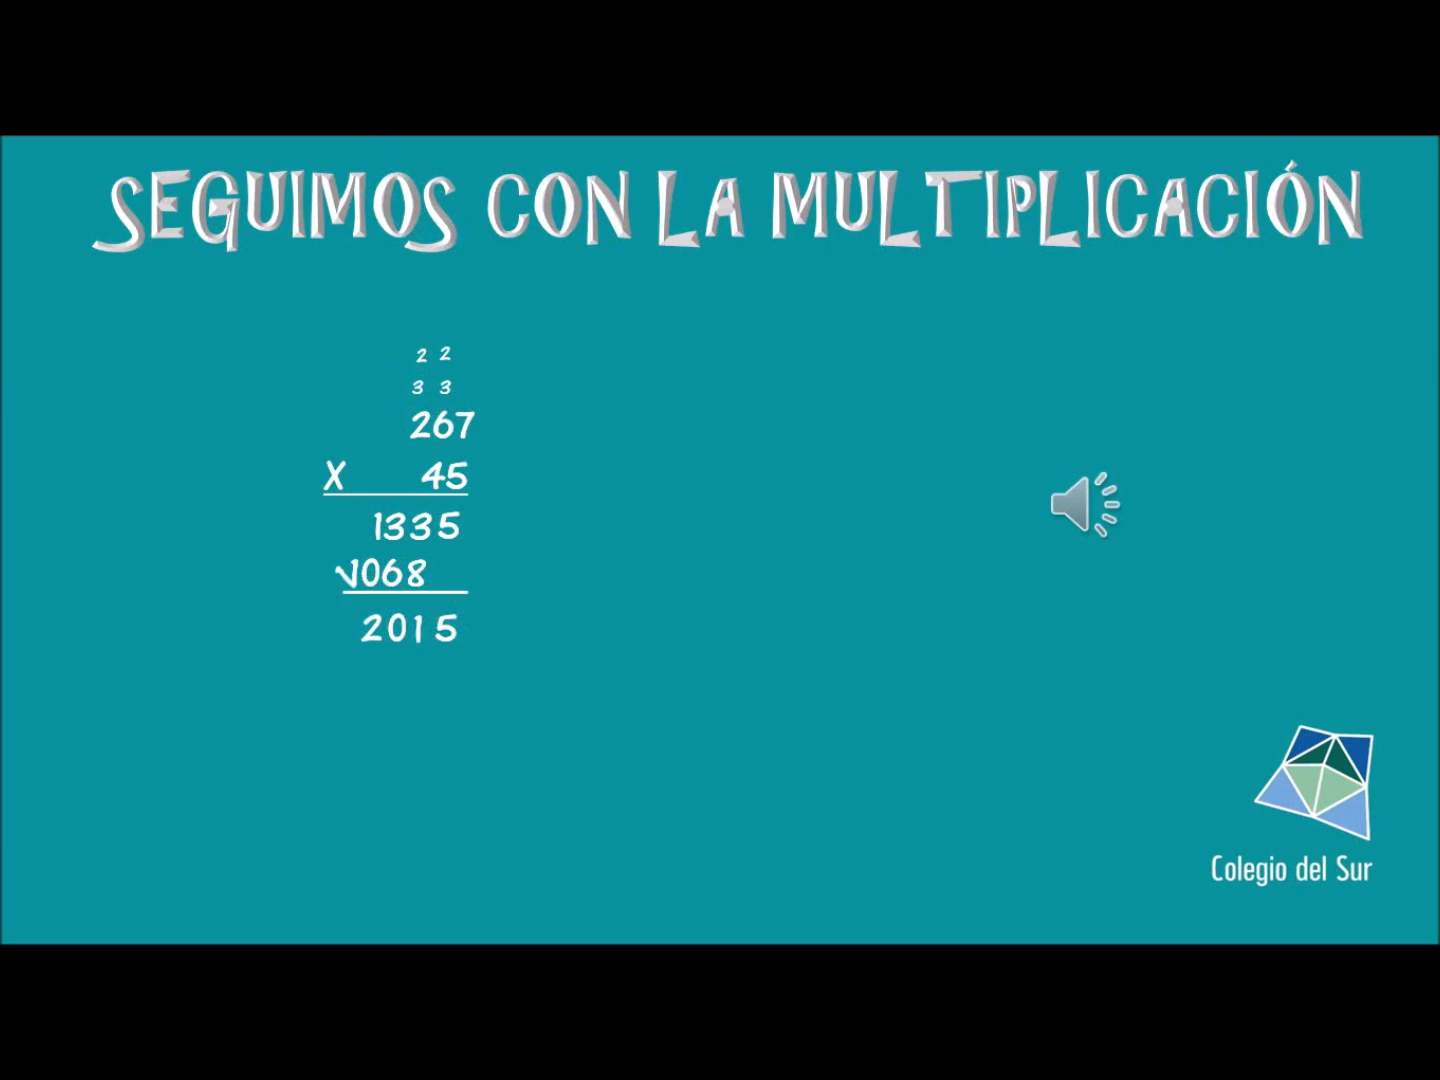 SEGUIMOS CON LA MULTIPLICACIÓN
2 2
3 3
267
X 45
1335
1068
2015
Colegio del Sur